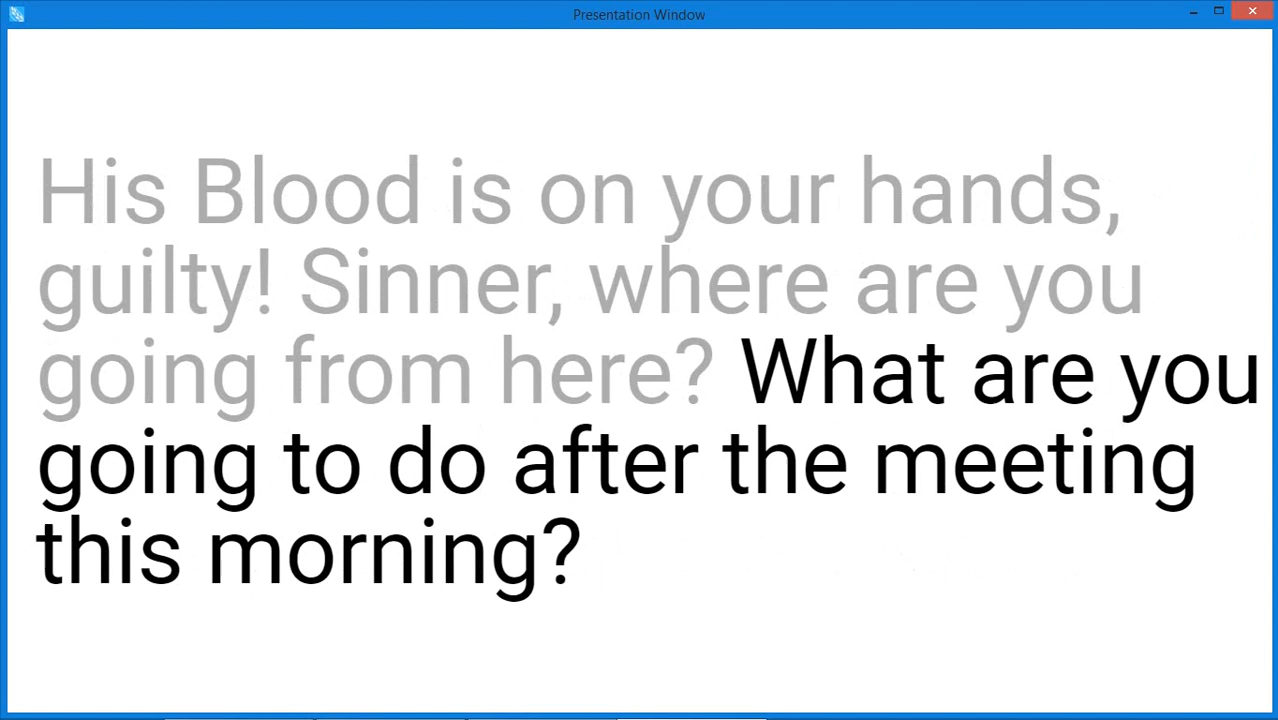 Presentation Window
His Blood is on your hands,
guilty! Sinner, where are you
going from here? What are you
going to do after the meeting
this morning?